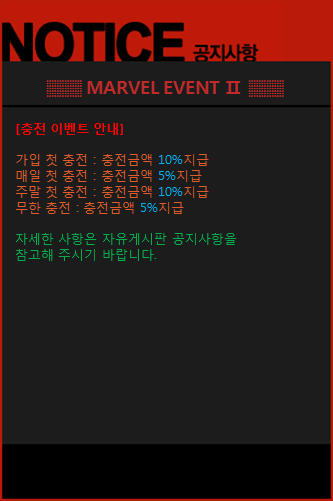 NOTICE 공지사항
▒▒▒ MARVEL EVENT Ⅱ ▒▒▒
[충전 이벤트 안내]
가입 첫 충전 : 충전금액 10%지급
매일 첫 충전 : 충전금액 5%지급
주말 첫 충전 : 충전금액 10%지급
무한 충전 : 충전금액 5%지급
자세한 사항은 자유게시판 공지사항을
참고해 주시기 바랍니다.